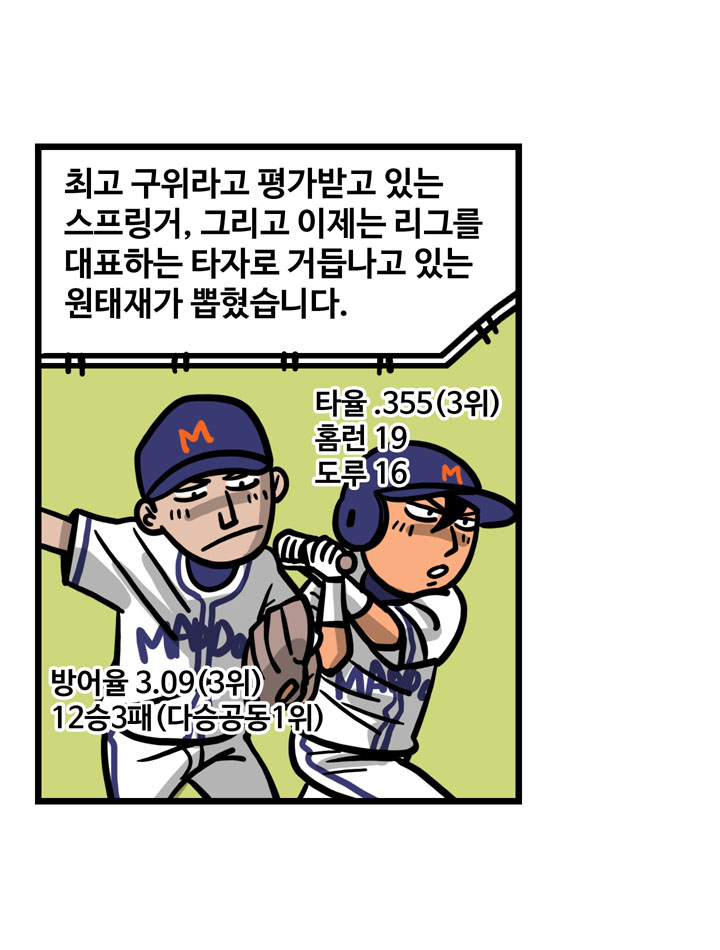 최고 구위라고 평가받고 있는
스프링거, 그리고 이제는 리그를
대표하는 타자로 거듭나고 있는
원태재가 뽑혔습니다.
타율 .355(3위)
홈런 19
도루 16
M
M
방어율 3.09(3위)
12승3패(다승공동1위)